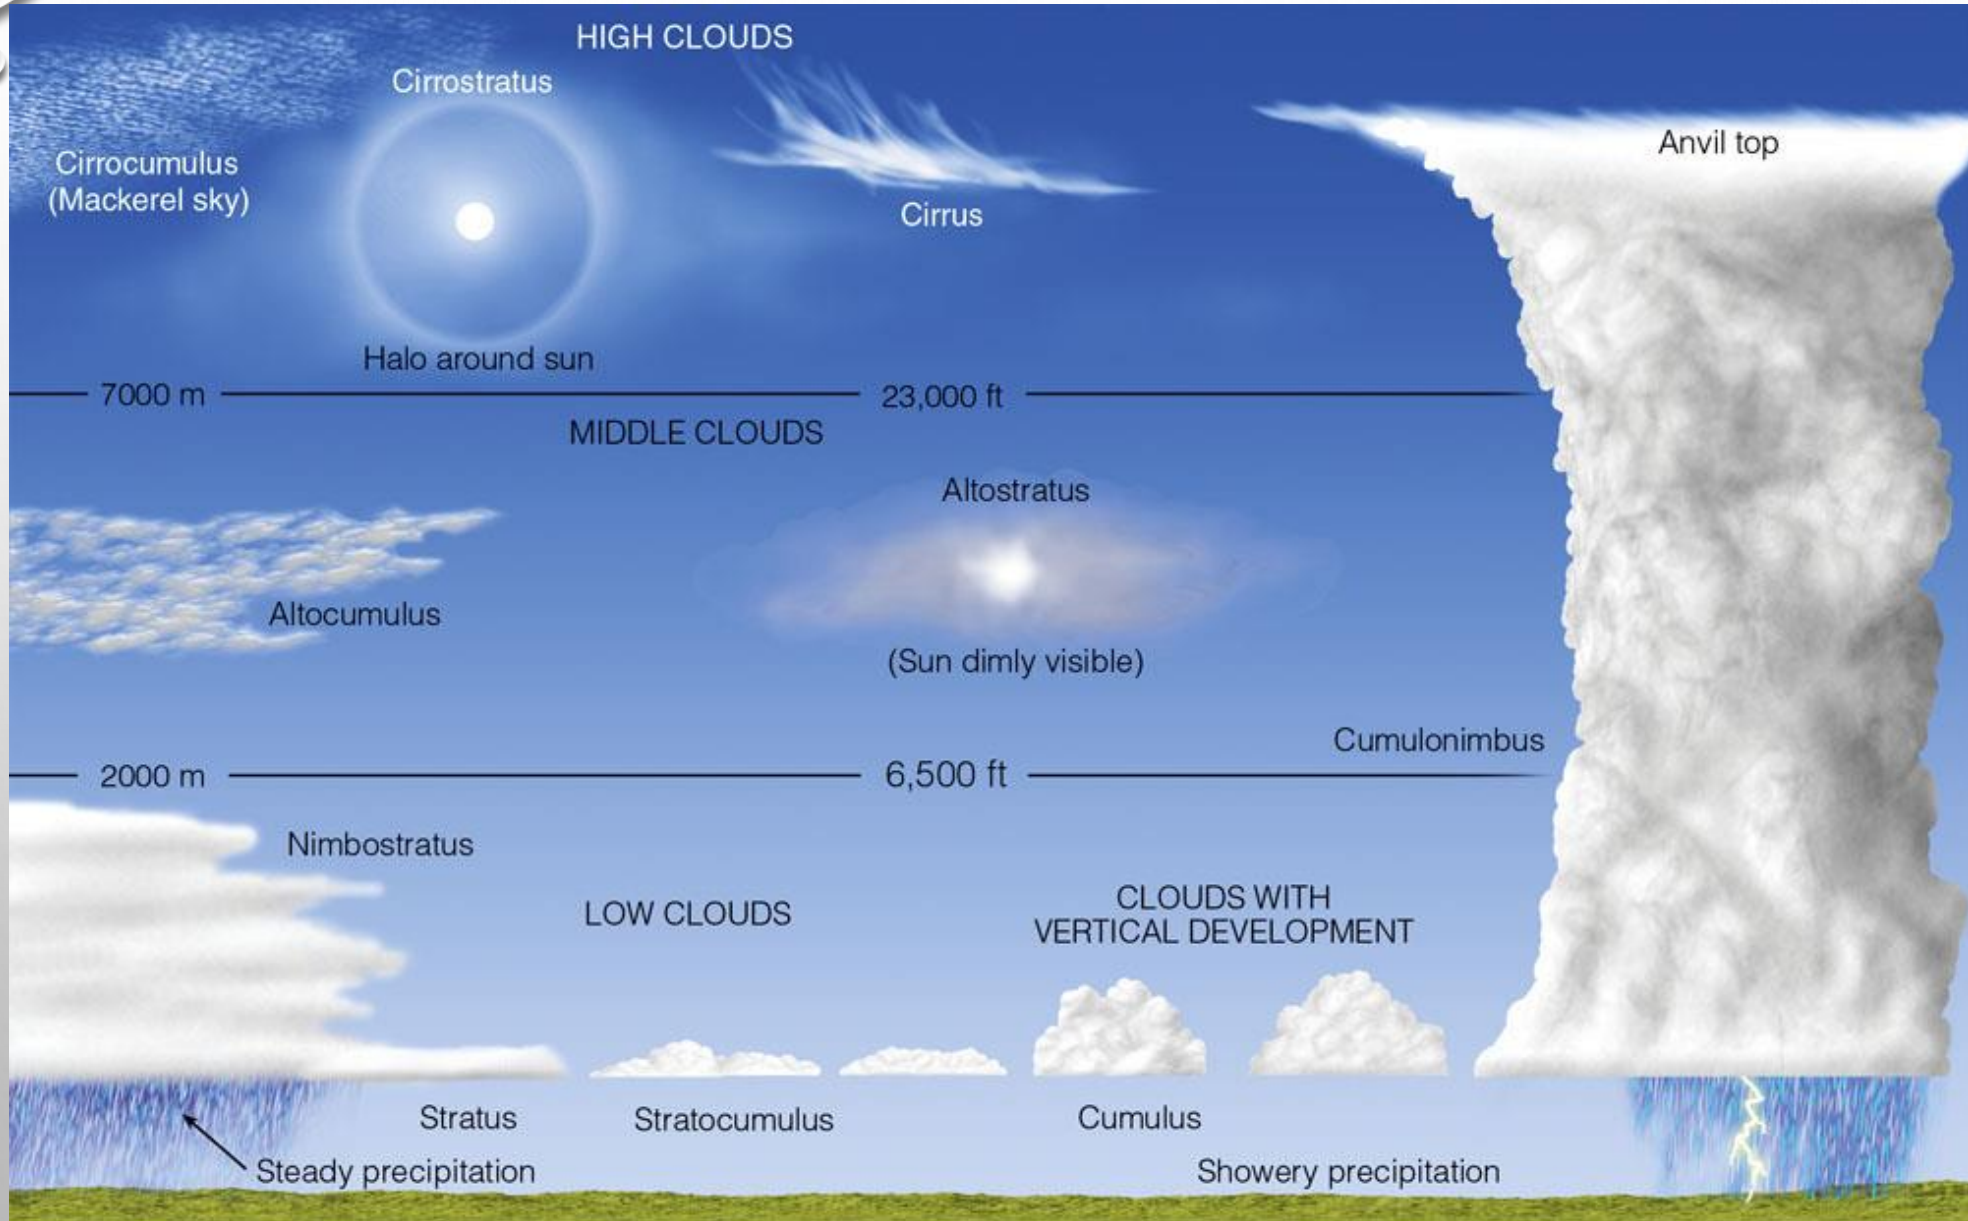 HIGH CLOUDS
Cirrostratus
Cirrocumulus
(Mackerel sky)
Anvil top
Cirrus
Halo around sun
7000 m
23,000 ft
MIDDLE CLOUDS
Altostratus
Altocumulus
(Sun dimly visible)
Cumulonimbus
2000 m
6,500 ft
Nimbostratus
LOW CLOUDS
CLOUDS WITH
VERTICAL DEVELOPMENT
Stratus
Stratocumulus
Cumulus
Steady precipitation
Showery precipitation